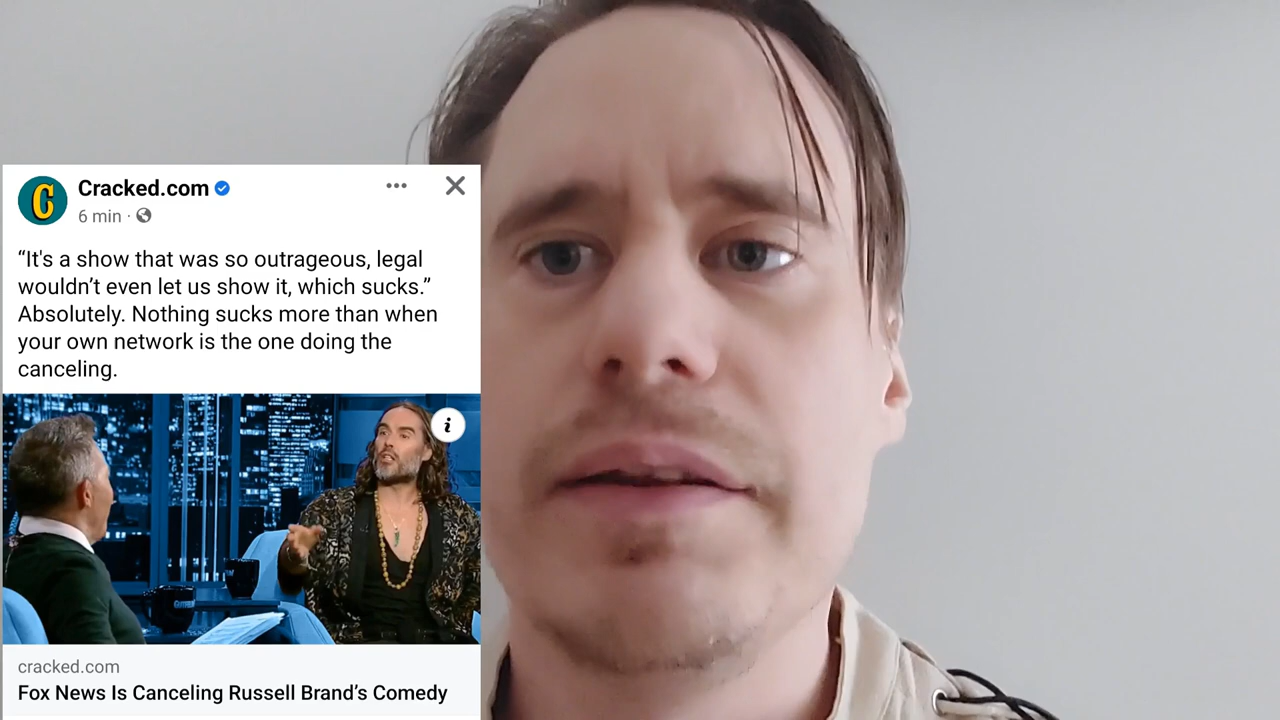 Cracked.com
6 min
“It's a show that was so outrageous, legal
wouldn’t even let us show it, which sucks.”
Absolutely. Nothing sucks more than when
your own network is the one doing the
canceling.
cracked.com
Fox News Is Canceling Russell Brand’s Comedy